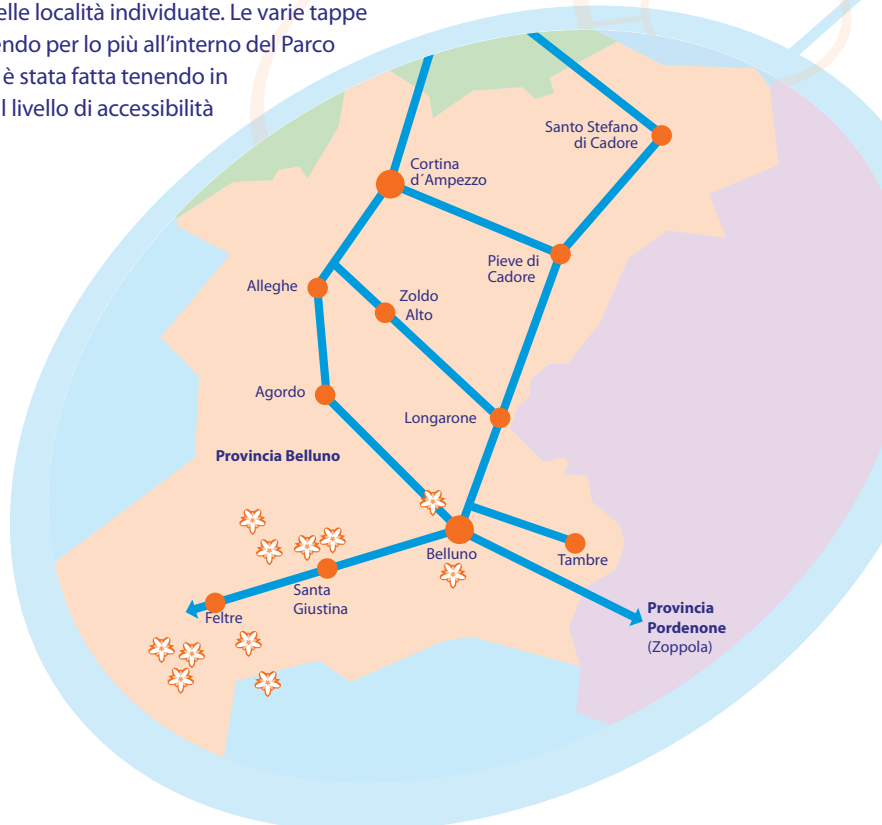 elle località individuate. Le varie tappe
endo per lo più all'interno del Parco
è stata fatta tenendo in
l livello di accessibilità
Santo Stefano
di Cadore
Cortina
d´Ampezzo
Pieve di
Cadore
Alleghe
Zoldo
Alto
Agordo
Longarone
Provincia Belluno
Belluno
Tambre
Santa
Giustina
Feltre
Provincia
Pordenone
(Zoppola)